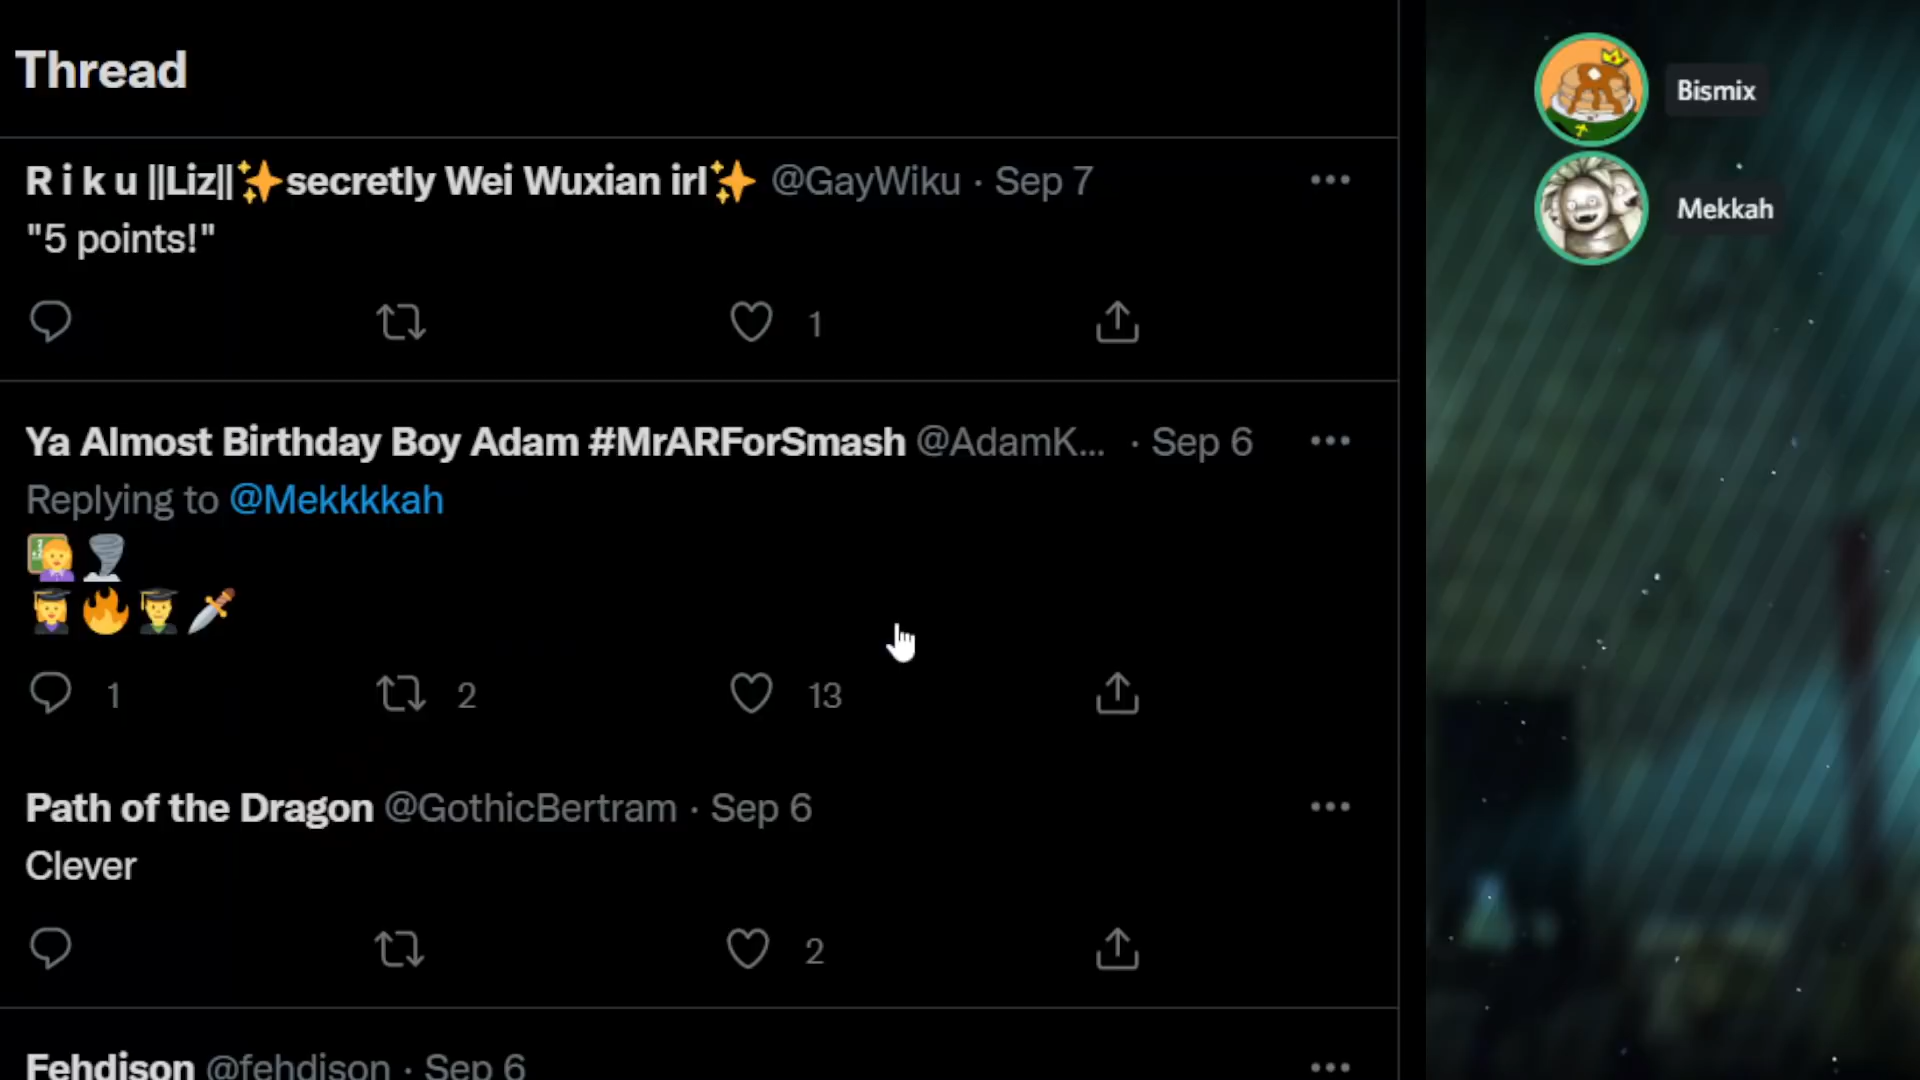 Thread
R i k u ||Liz||✨secretly Wei Wuxian irl✨ @GayWiku · Sep 7
"5 points!"
1
Ya Almost Birthday Boy Adam #MrARForSmash @AdamK... · Sep 6
Replying to @Mekkkkah
👩‍🏫🌪️
👩‍🎓🔥👨‍🎓🗡️
1 2 13
Path of the Dragon @GothicBertram · Sep 6
Clever
2
Fehdison @fehdison · Sep 6
Bismix
Mekkah